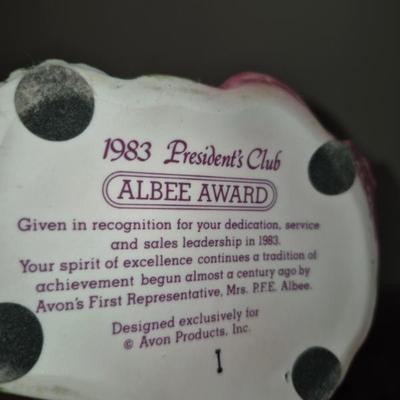 1983 President's Club
ALBEE AWARD
Given in recognition for your dedication, service
and sales leadership in 1983.
Your spirit of excellence continues a tradition of
achievement begun almost a century ago by
Avon's First Representative, Mrs. P.F.E. Albee.
Designed exclusively for
© Avon Products, Inc.
I